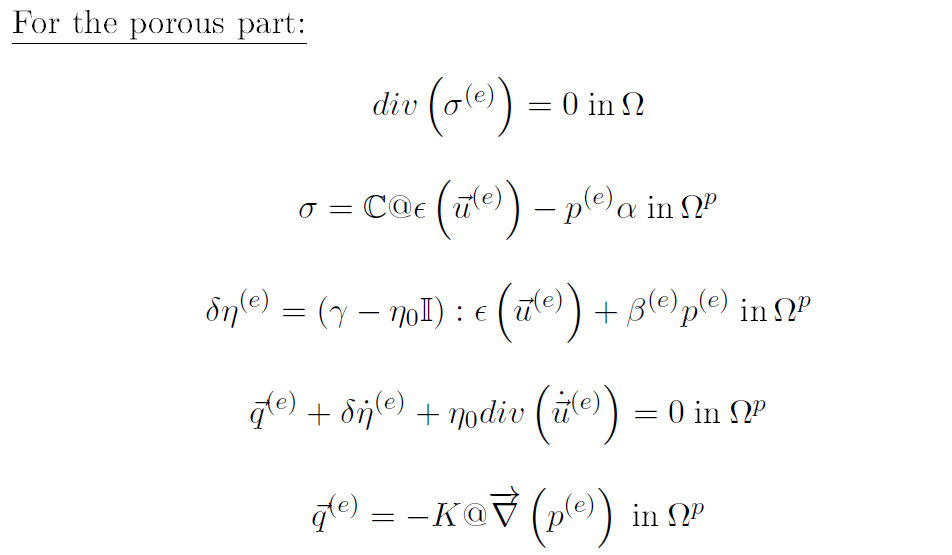 For the porous part:
div (σ^(e)) = 0 in Ω
σ = ℂ@ϵ (u⃗^(e)) − p^(e)α in Ω^p
δη^(e) = (γ − η₀𝕀) : ϵ (u⃗^(e)) + β^(e)p^(e) in Ω^p
q⃗^(e) + δη̇^(e) + η₀div (u⃗̇^(e)) = 0 in Ω^p
q⃗^(e) = −K@∇⃗ (p^(e)) in Ω^p